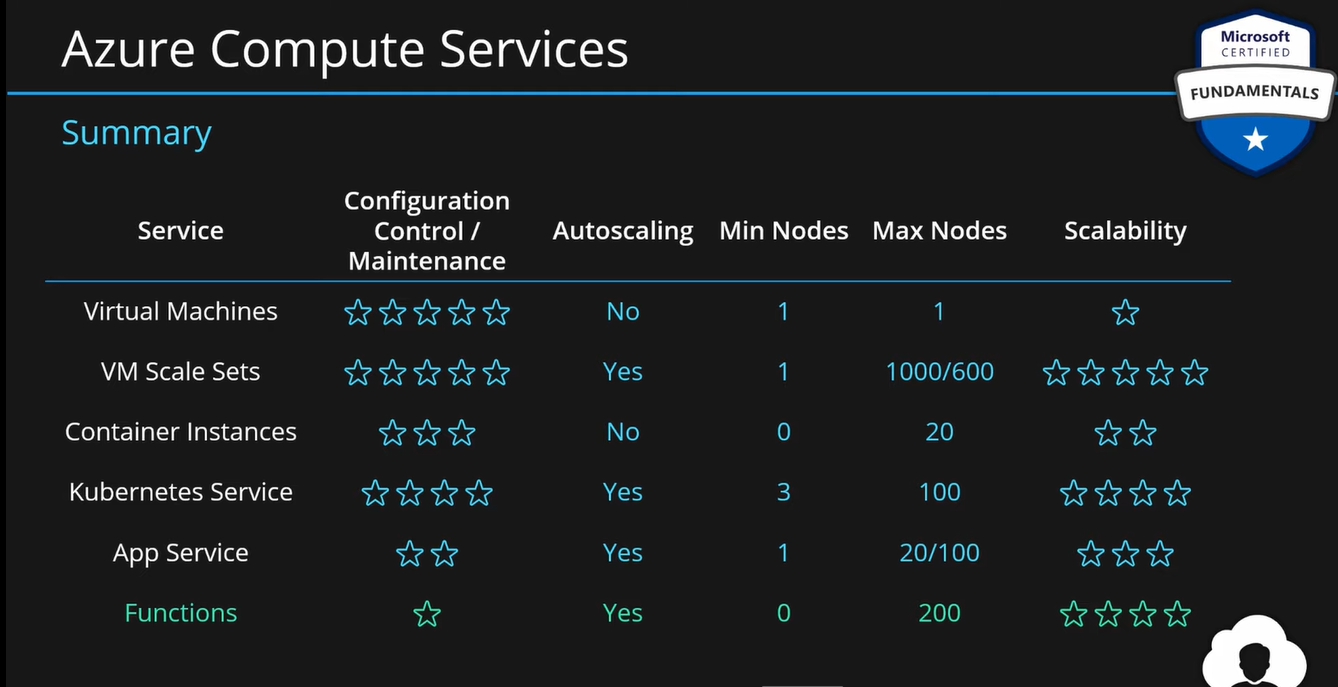 Azure Compute Services
Microsoft
CERTIFIED
FUNDAMENTALS
Summary
Service Configuration Control / Maintenance Autoscaling Min Nodes Max Nodes Scalability
Virtual Machines ☆☆☆☆☆ No 1 1 ☆
VM Scale Sets ☆☆☆☆☆ Yes 1 1000/600 ☆☆☆☆☆
Container Instances ☆☆☆ No 0 20 ☆☆
Kubernetes Service ☆☆☆☆ Yes 3 100 ☆☆☆☆
App Service ☆☆ Yes 1 20/100 ☆☆☆
Functions ☆ Yes 0 200 ☆☆☆☆